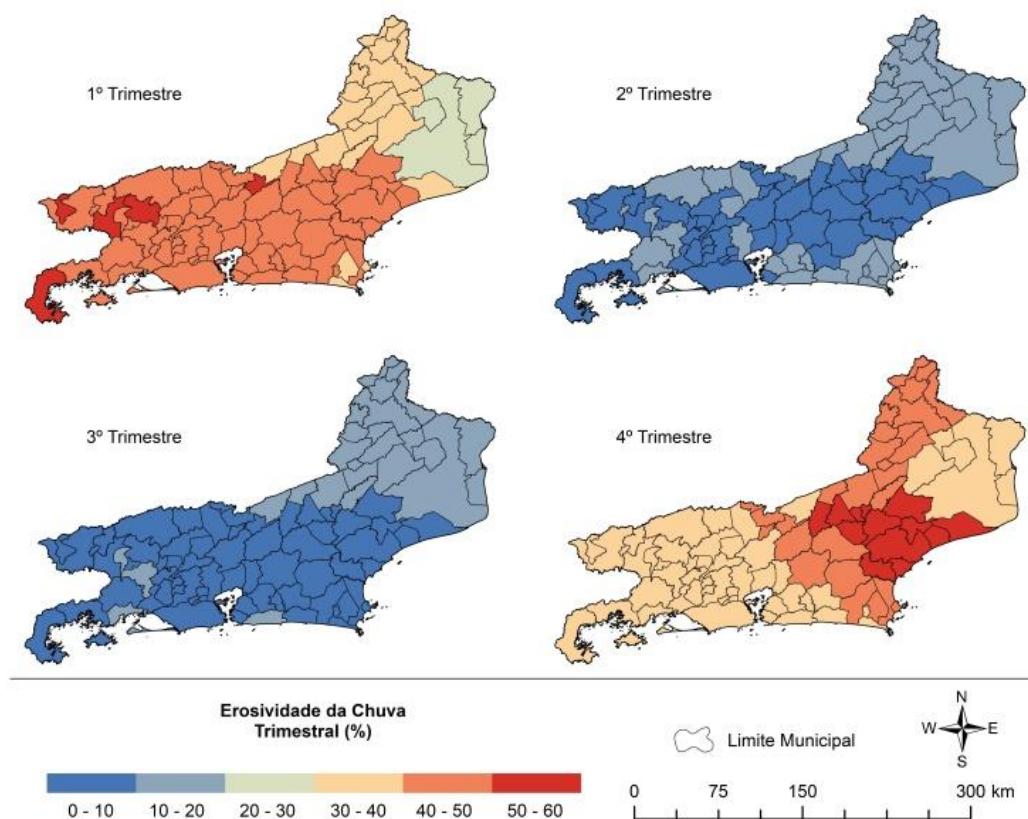 1º Trimestre
2º Trimestre
3º Trimestre
4º Trimestre
Erosividade da Chuva
Trimestral (%)
0 - 10
10 - 20
20 - 30
30 - 40
40 - 50
50 - 60
Limite Municipal
N
W
E
S
0
75
150
300 km